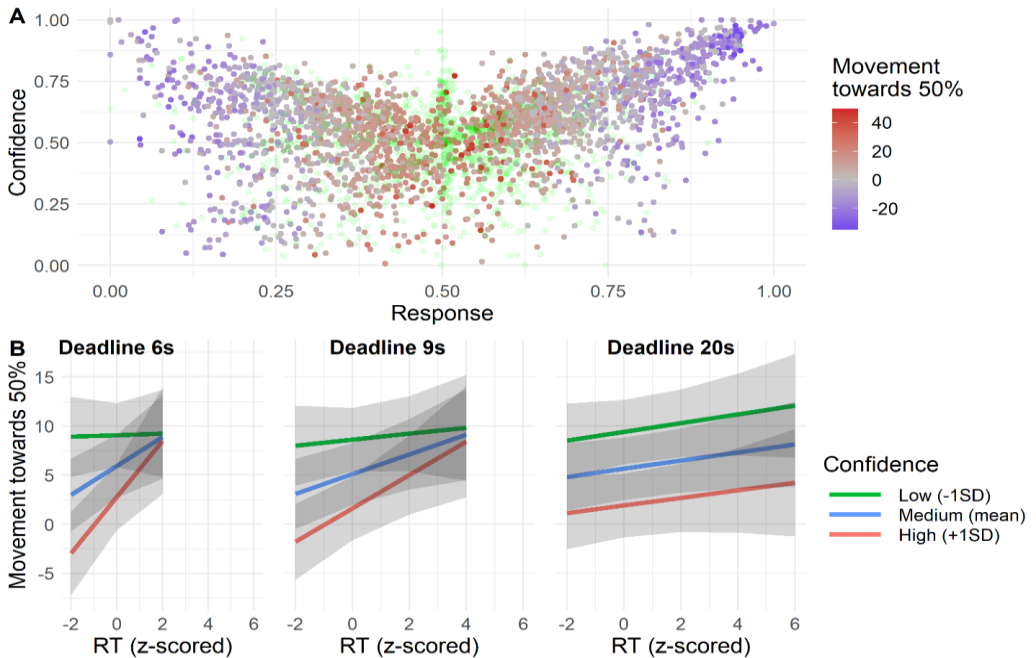 A
Confidence
1.00
0.75
0.50
0.25
0.00
0.00 0.25 0.50 0.75 1.00
Response
Movement
towards 50%
40
20
0
-20
B
Deadline 6s
Deadline 9s
Deadline 20s
Movement towards 50%
15
10
5
0
-5
-2 0 2 4 6
-2 0 2 4 6
-2 0 2 4 6
RT (z-scored)
RT (z-scored)
RT (z-scored)
Confidence
Low (-1SD)
Medium (mean)
High (+1SD)